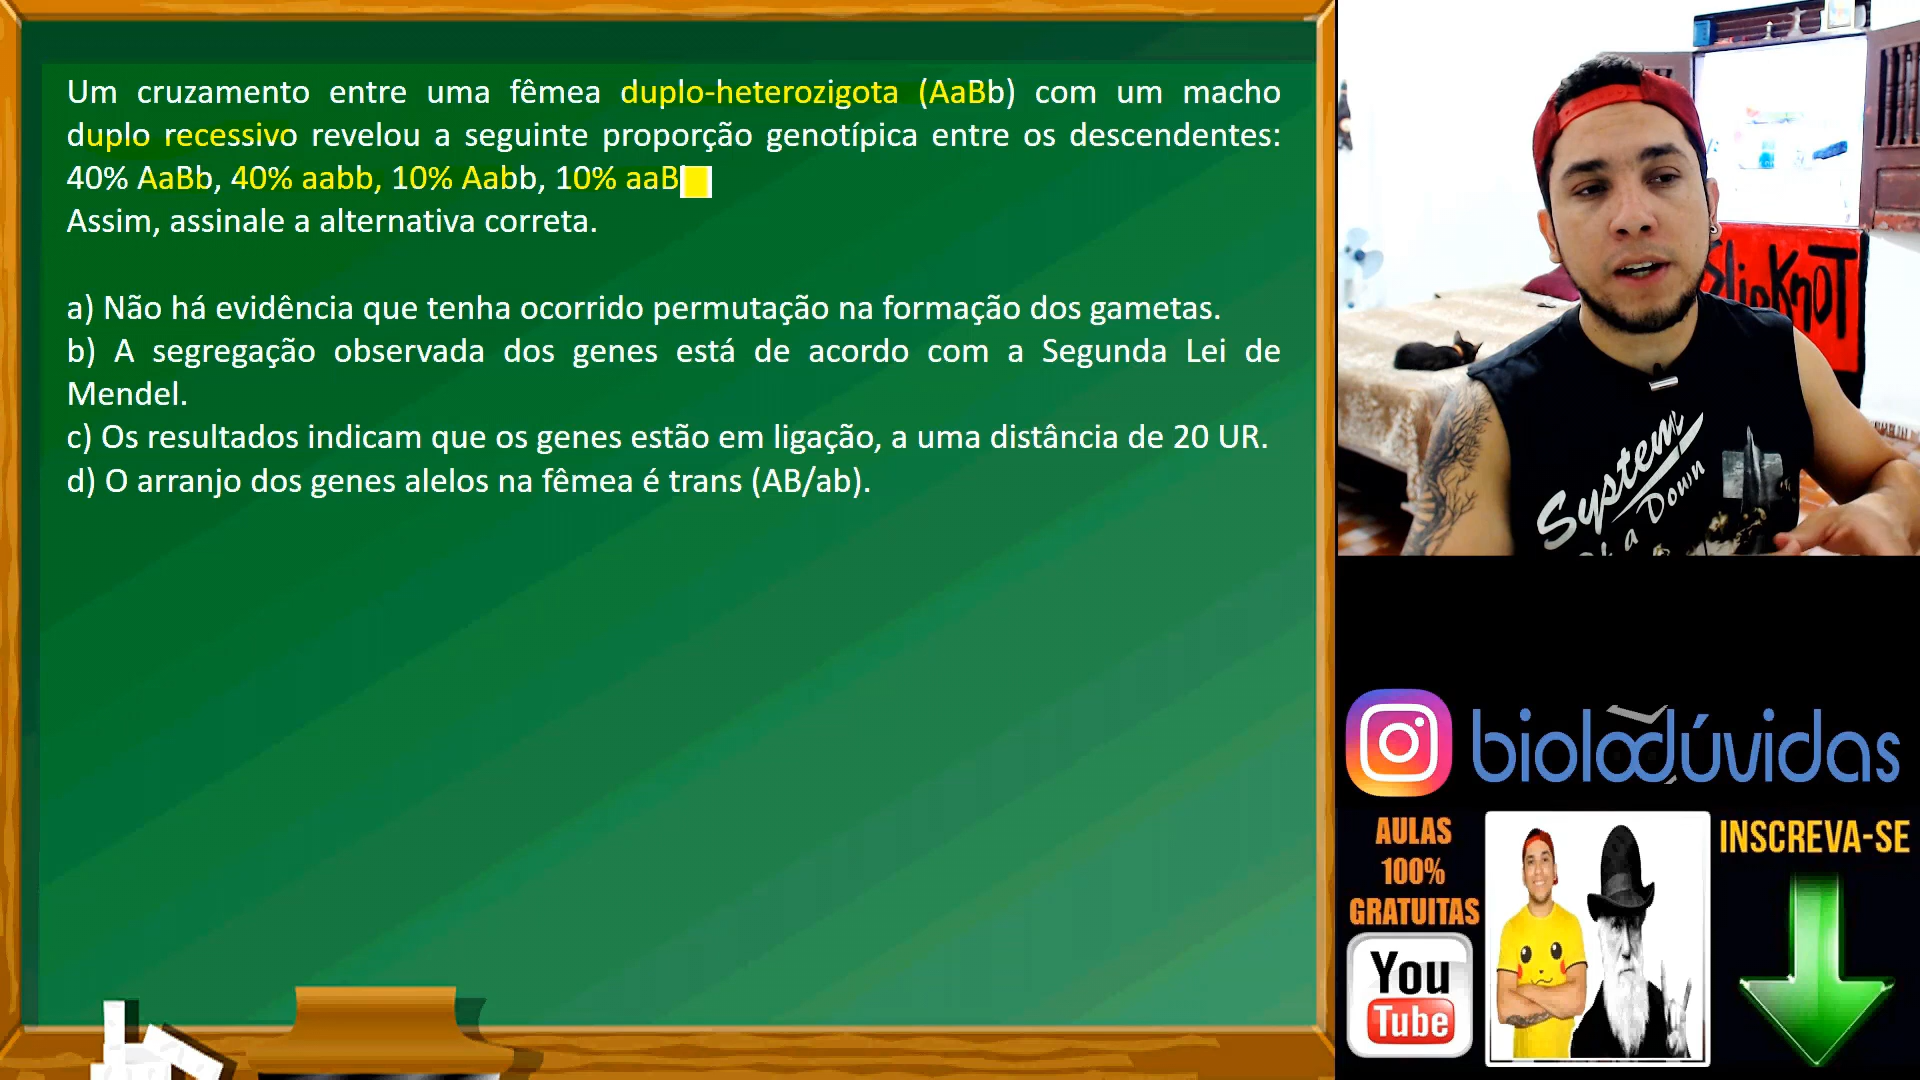 Um cruzamento entre uma fêmea duplo-heterozigota (AaBb) com um macho
duplo recessivo revelou a seguinte proporção genotípica entre os descendentes:
40% AaBb, 40% aabb, 10% Aabb, 10% aaB
Assim, assinale a alternativa correta.
a) Não há evidência que tenha ocorrido permutação na formação dos gametas.
b) A segregação observada dos genes está de acordo com a Segunda Lei de
Mendel.
c) Os resultados indicam que os genes estão em ligação, a uma distância de 20 UR.
d) O arranjo dos genes alelos na fêmea é trans (AB/ab).
SlipKnoT
System
of a Down
biolodúvidas
AULAS
100%
GRATUITAS
INSCREVA-SE
You
Tube